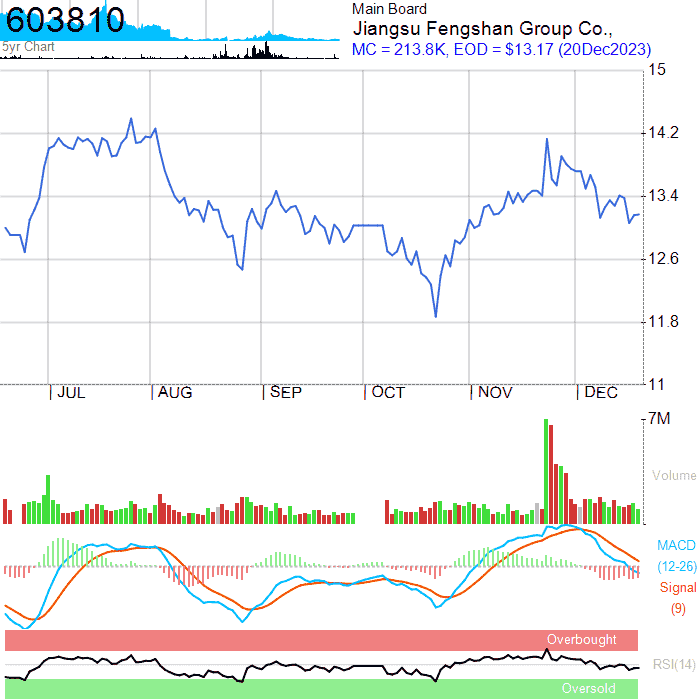 603810
Main Board
Jiangsu Fengshan Group Co.,
MC = 213.8K, EOD = $13.17 (20Dec2023)
5yr Chart
15
14.2
13.4
12.6
11.8
11
JUL AUG SEP OCT NOV DEC
7M
Volume
MACD
(12-26)
Signal
(9)
Overbought
RSI(14)
Oversold